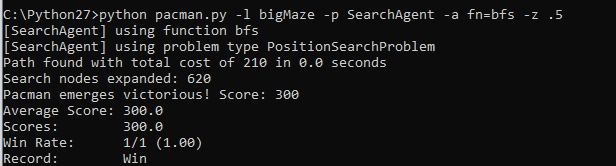 C:\Python27>python pacman.py -l bigMaze -p SearchAgent -a fn=bfs -z .5
[SearchAgent] using function bfs
[SearchAgent] using problem type PositionSearchProblem
Path found with total cost of 210 in 0.0 seconds
Search nodes expanded: 620
Pacman emerges victorious! Score: 300
Average Score: 300.0
Scores:        300.0
Win Rate:      1/1 (1.00)
Record:        Win